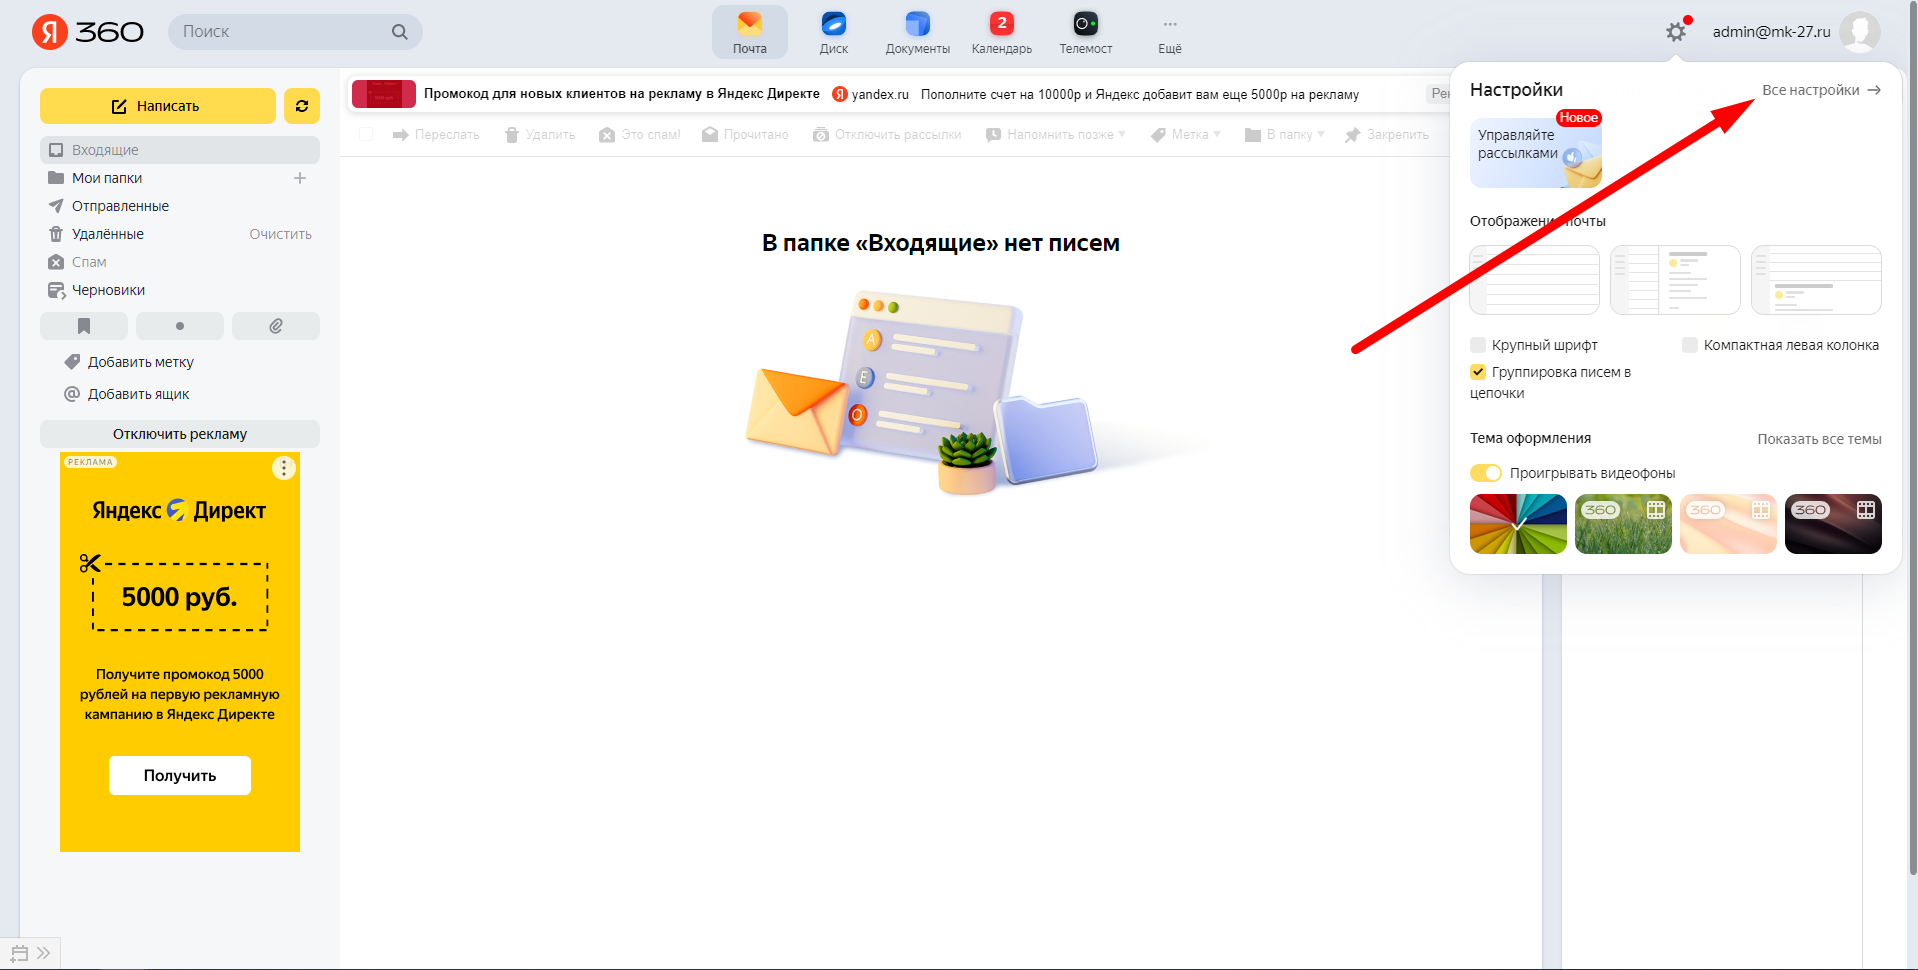 Я 360
Поиск
Почта
Диск
Документы
2
Календарь
Телемост
Ещё
admin@mk-27.ru
Написать
Входящие
Мои папки
Отправленные
Удалённые
Очистить
Спам
Черновики
Добавить метку
Добавить ящик
Отключить рекламу
РЕКЛАМА
Яндекс Директ
5000 руб.
Получите промокод 5000
рублей на первую рекламную
кампанию в Яндекс Директе
Получить
Промокод для новых клиентов на рекламу в Яндекс Директе
Я yandex.ru
Пополните счет на 10000р и Яндекс добавит вам еще 5000р на рекламу
Рек
Переслать
Удалить
Это спам!
Прочитано
Отключить рассылки
Напомнить позже
Метка
В папку
Закрепить
В папке «Входящие» нет писем
А
Е
О
Настройки
Все настройки
Новое
Управляйте
рассылками
Отображение почты
Крупный шрифт
Компактная левая колонка
Группировка писем в
цепочки
Тема оформления
Показать все темы
Проигрывать видеофоны
360
360
360